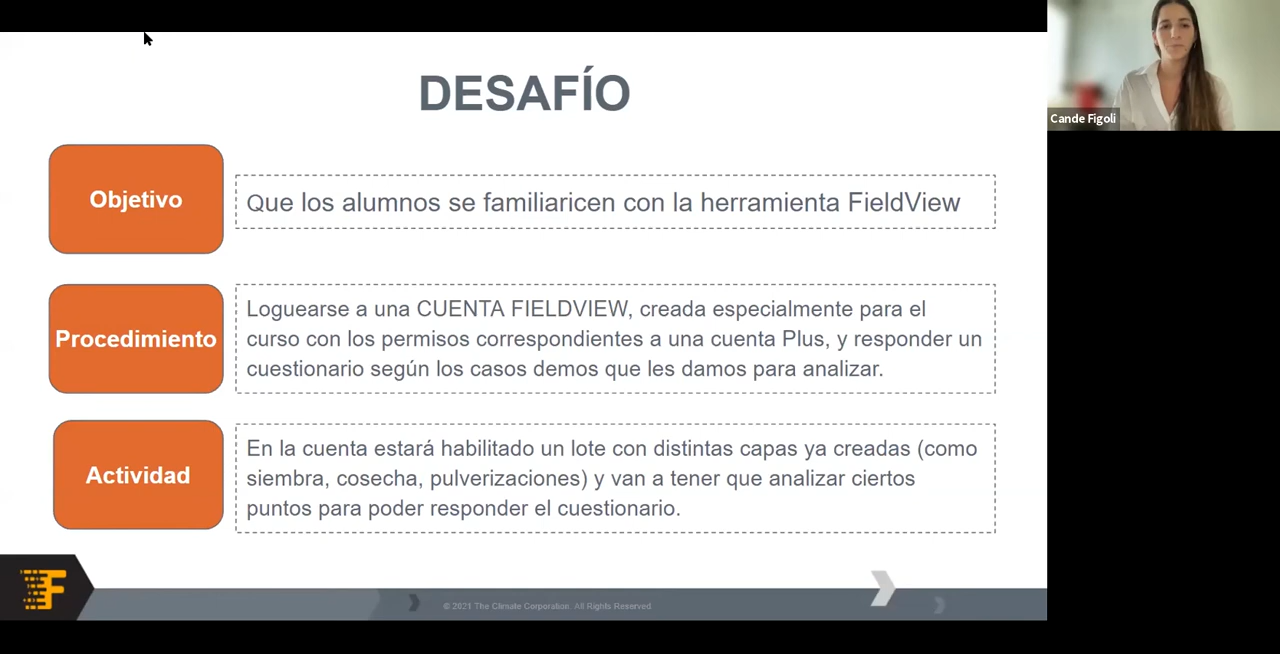 DESAFÍO
Objetivo
Que los alumnos se familiaricen con la herramienta FieldView
Procedimiento
Loguearse a una CUENTA FIELDVIEW, creada especialmente para el
curso con los permisos correspondientes a una cuenta Plus, y responder un
cuestionario según los casos demos que les damos para analizar.
Actividad
En la cuenta estará habilitado un lote con distintas capas ya creadas (como
siembra, cosecha, pulverizaciones) y van a tener que analizar ciertos
puntos para poder responder el cuestionario.
© 2021 The Climate Corporation. All Rights Reserved
Cande Figoli